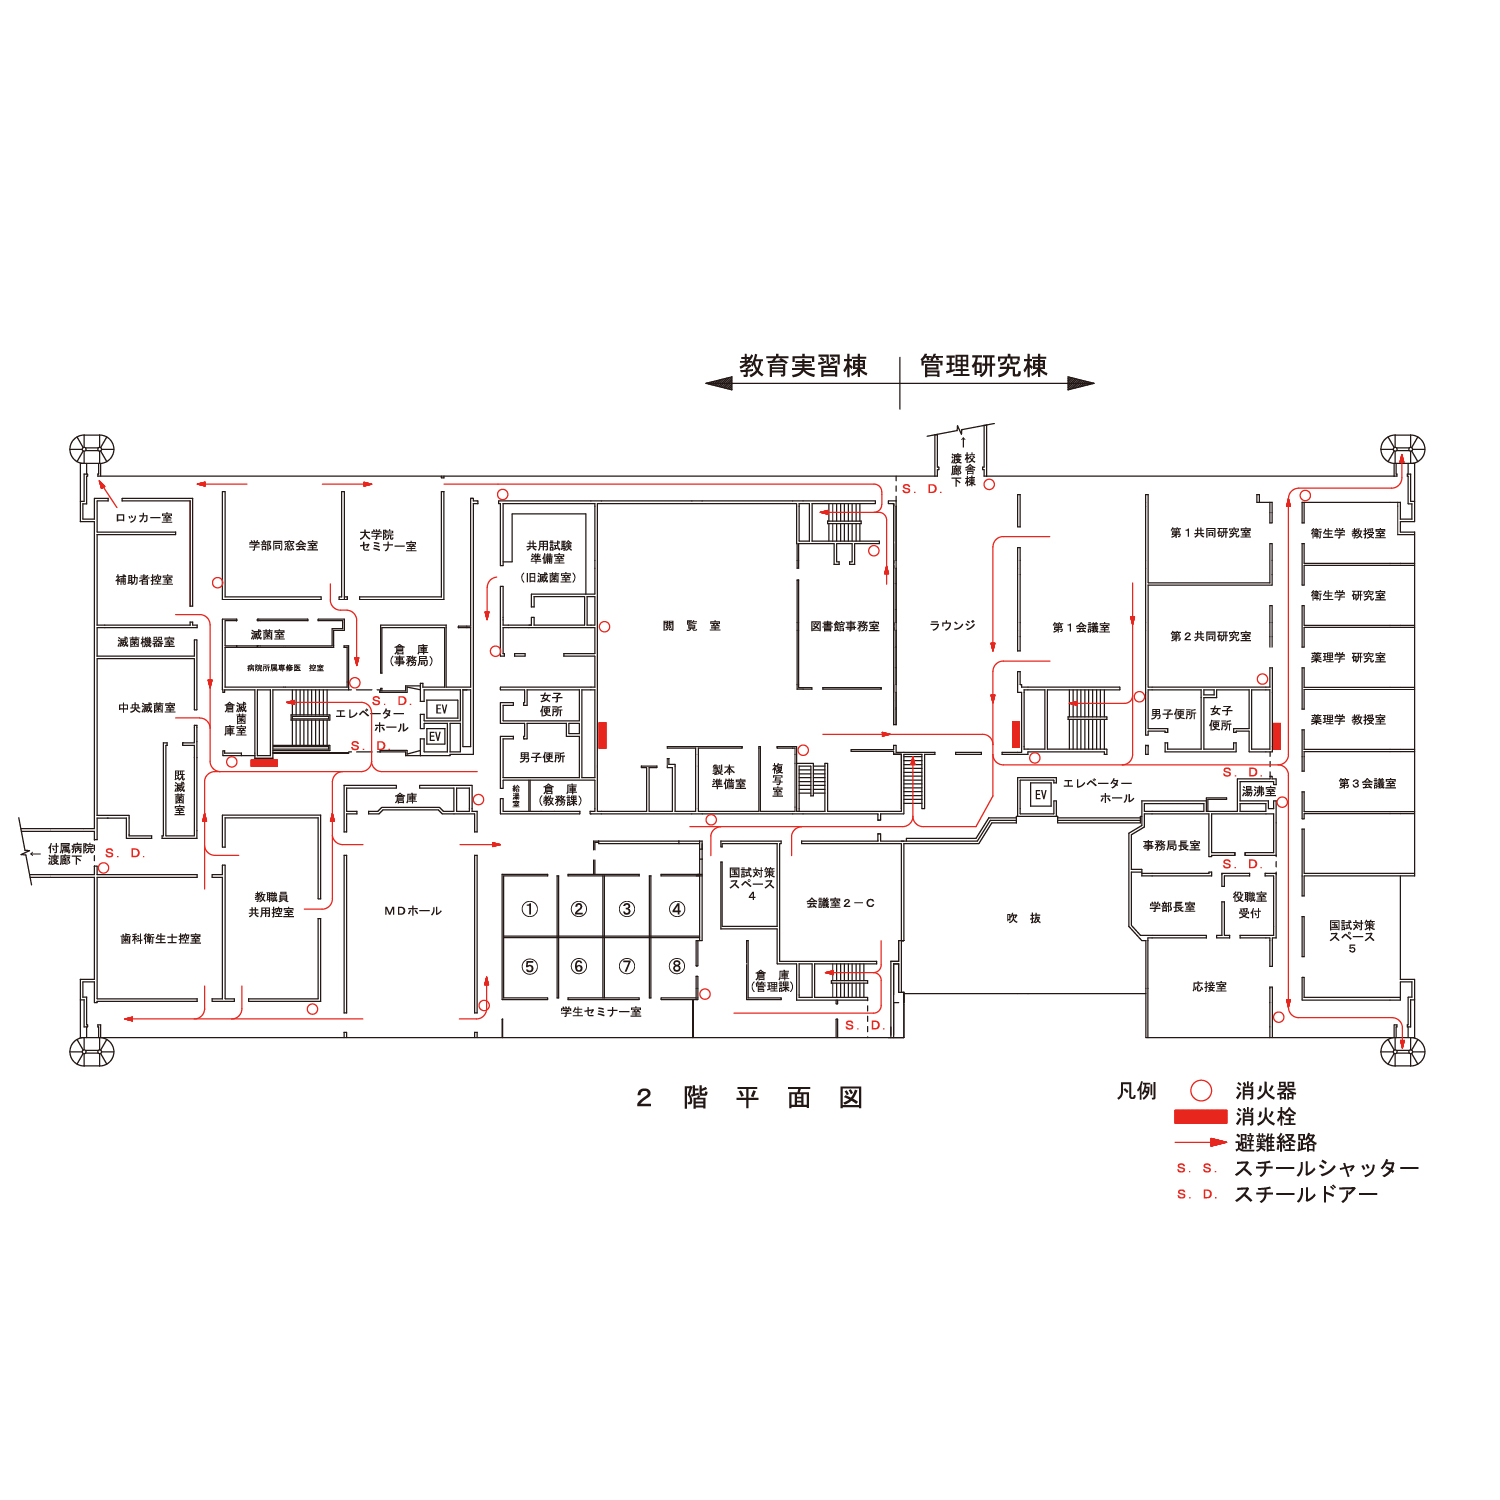 教育実習棟
管理研究棟
校舎棟
渡廊下
↑
S. D.
ロッカー室
学部同窓会室
大学院
セミナー室
共用試験
準備室
(旧滅菌室)
第1共同研究室
衛生学 教授室
補助者控室
衛生学 研究室
滅菌機器室
滅菌室
倉 庫
(事務局)
閲 覧 室
図書館事務室
ラウンジ
第1会議室
第2共同研究室
病院所属専修医 控室
薬理学 研究室
中央滅菌室
滅菌室
倉庫
S. D.
エレベーター
ホール
S. D.
EV
EV
女子
便所
男子便所
男子便所
女子
便所
薬理学 教授室
既滅菌室
倉庫
給湯室
倉 庫
(教務課)
製本
準備室
複写室
EV
エレベーター
ホール
S. D.
湯沸室
第3会議室
付属病院
渡廊下
←
S. D.
教職員
共用控室
MDホール
① ② ③ ④
⑤ ⑥ ⑦ ⑧
学生セミナー室
国試対策
スペース
4
会議室2-C
倉 庫
(管理課)
S. D.
吹 抜
事務局長室
S. D.
学部長室
役職室
受付
応接室
国試対策
スペース
5
歯科衛生士控室
2 階 平 面 図
凡例
消火器
消火栓
避難経路
S. S. スチールシャッター
S. D. スチールドアー